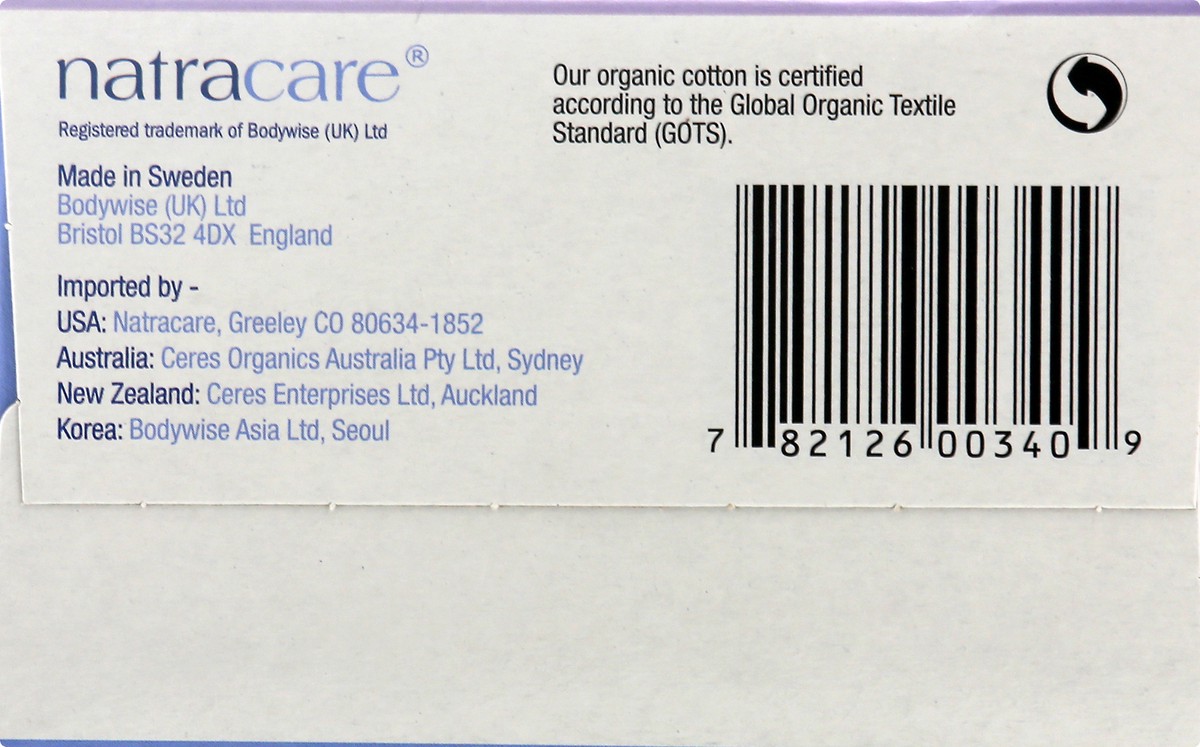 natracare®
Registered trademark of Bodywise (UK) Ltd
Made in Sweden
Bodywise (UK) Ltd
Bristol BS32 4DX England
Imported by -
USA: Natracare, Greeley CO 80634-1852
Australia: Ceres Organics Australia Pty Ltd, Sydney
New Zealand: Ceres Enterprises Ltd, Auckland
Korea: Bodywise Asia Ltd, Seoul
Our organic cotton is certified
according to the Global Organic Textile
Standard (GOTS).
7 82126 00340 9